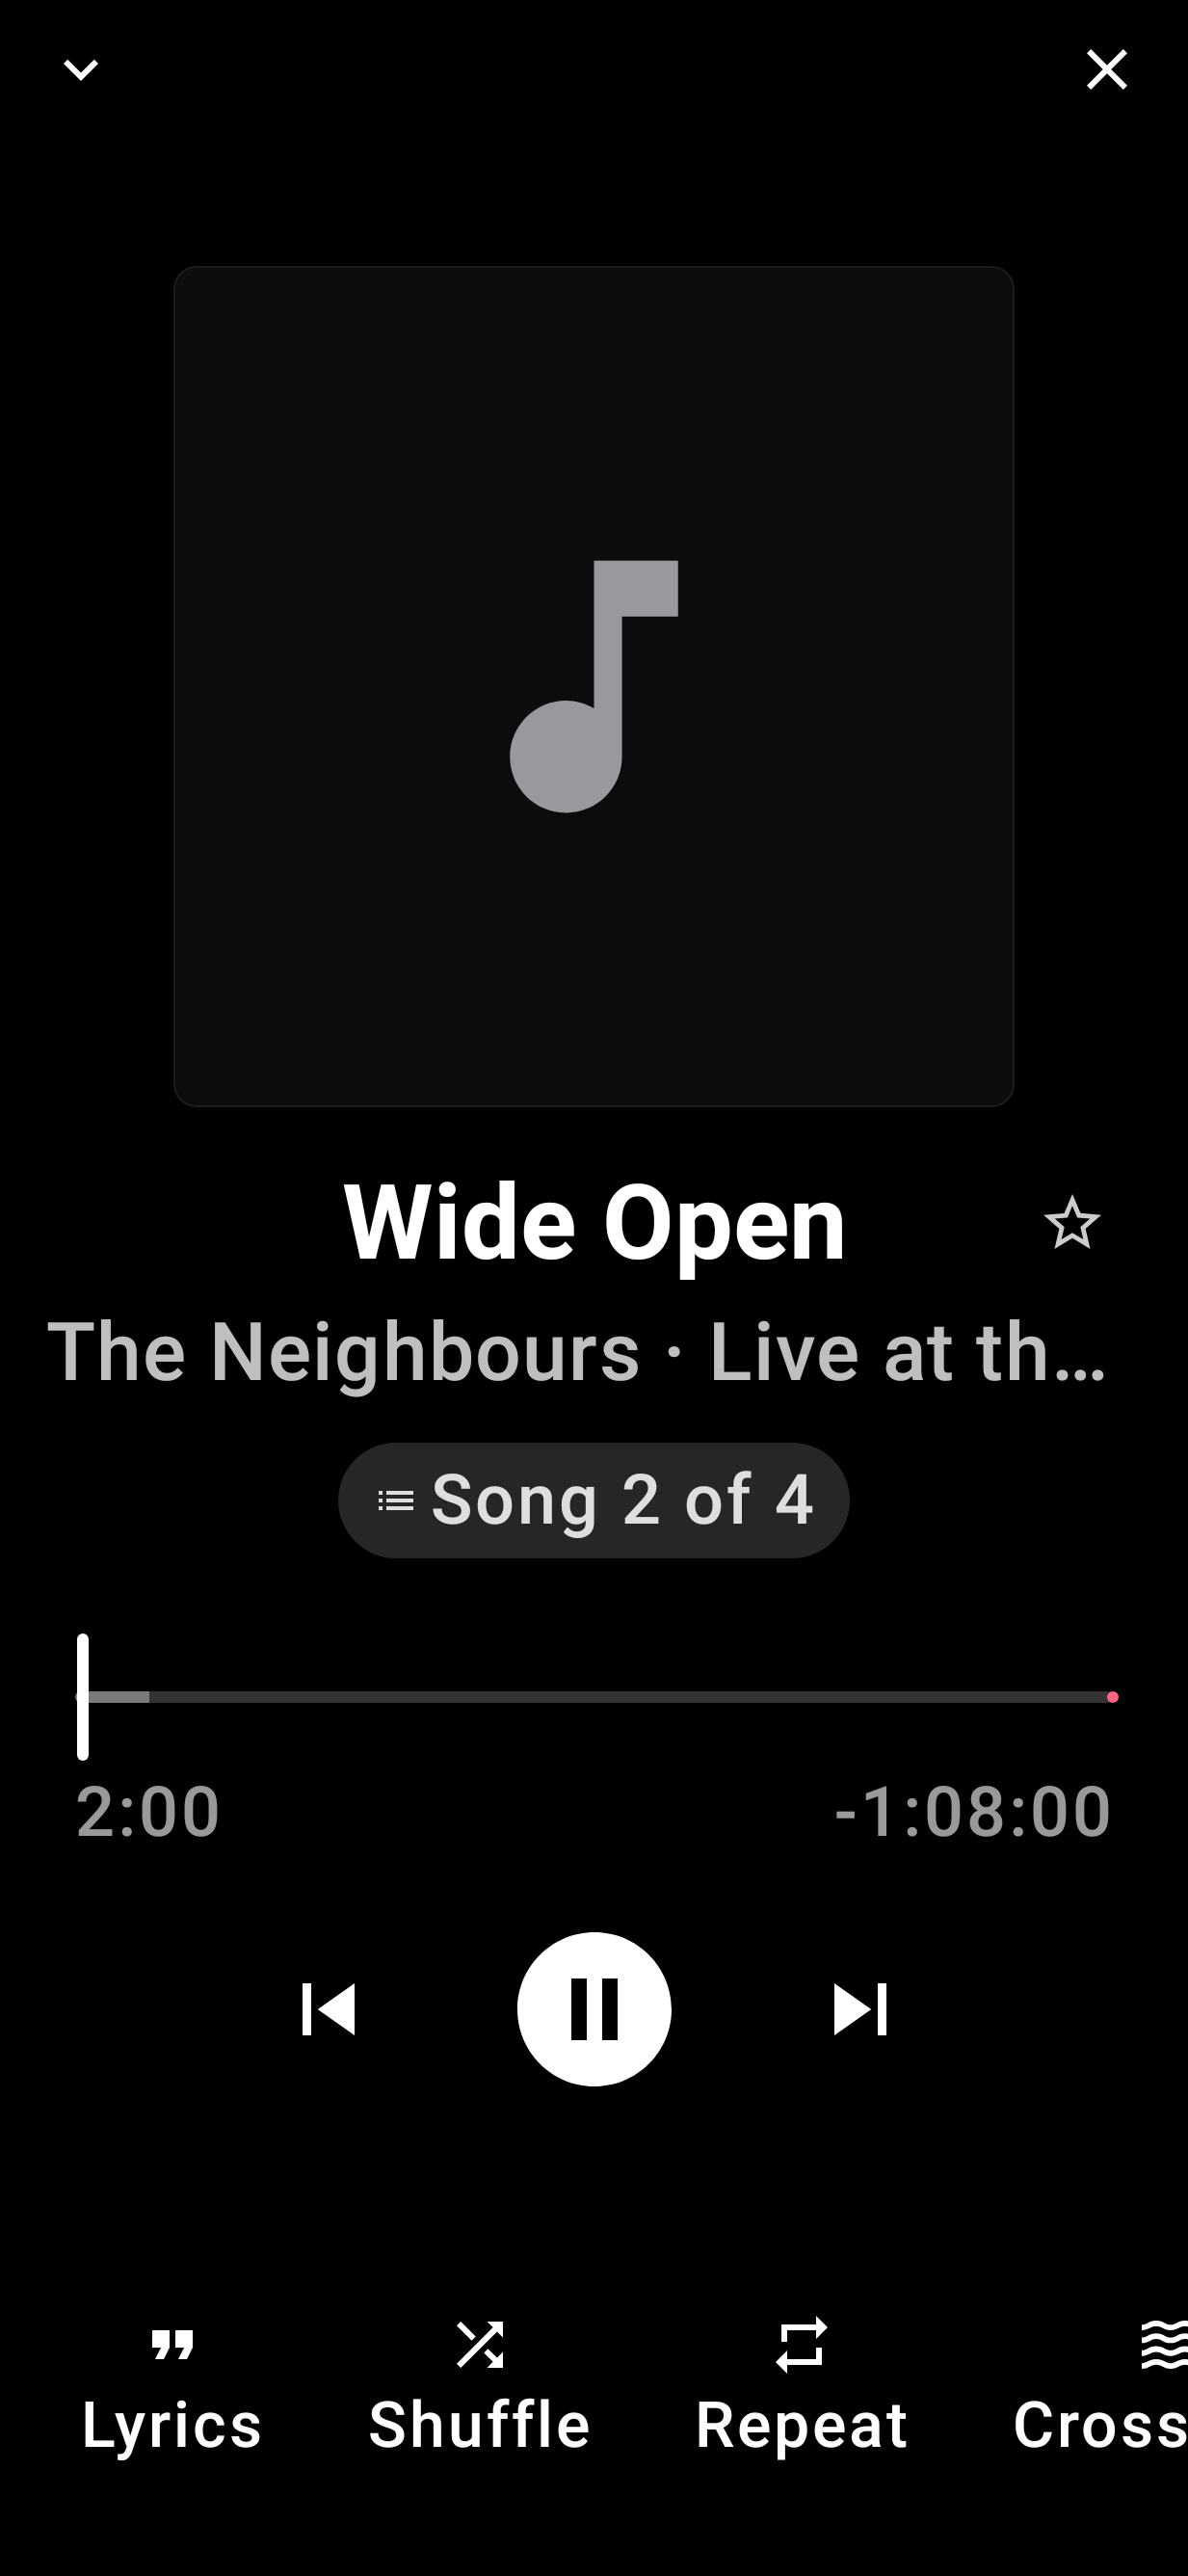 Wide Open
The Neighbours · Live at th…
Song 2 of 4
2:00
-1:08:00
Lyrics
Shuffle
Repeat
Cross